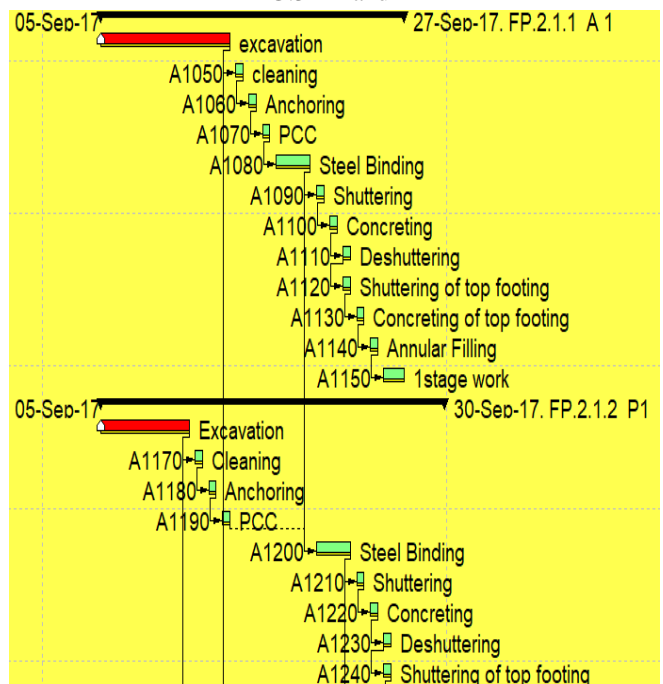 05-Sep-17
27-Sep-17, FP.2.1.1 A 1
excavation
A1050 cleaning
A1060 Anchoring
A1070 PCC
A1080 Steel Binding
A1090 Shuttering
A1100 Concreting
A1110 Deshuttering
A1120 Shuttering of top footing
A1130 Concreting of top footing
A1140 Annular Filling
A1150 1stage work
05-Sep-17
30-Sep-17, FP.2.1.2 P1
Excavation
A1170 Cleaning
A1180 Anchoring
A1190 PCC
A1200 Steel Binding
A1210 Shuttering
A1220 Concreting
A1230 Deshuttering
A1240 Shuttering of top footing